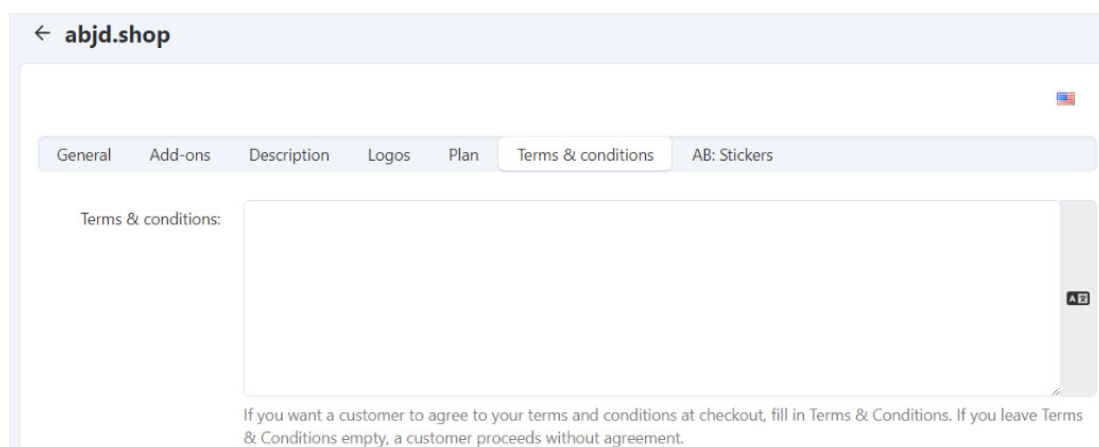 abjd.shop
General Add-ons Description Logos Plan Terms & conditions AB: Stickers
Terms & conditions:
If you want a customer to agree to your terms and conditions at checkout, fill in Terms & Conditions. If you leave Terms
& Conditions empty, a customer proceeds without agreement.